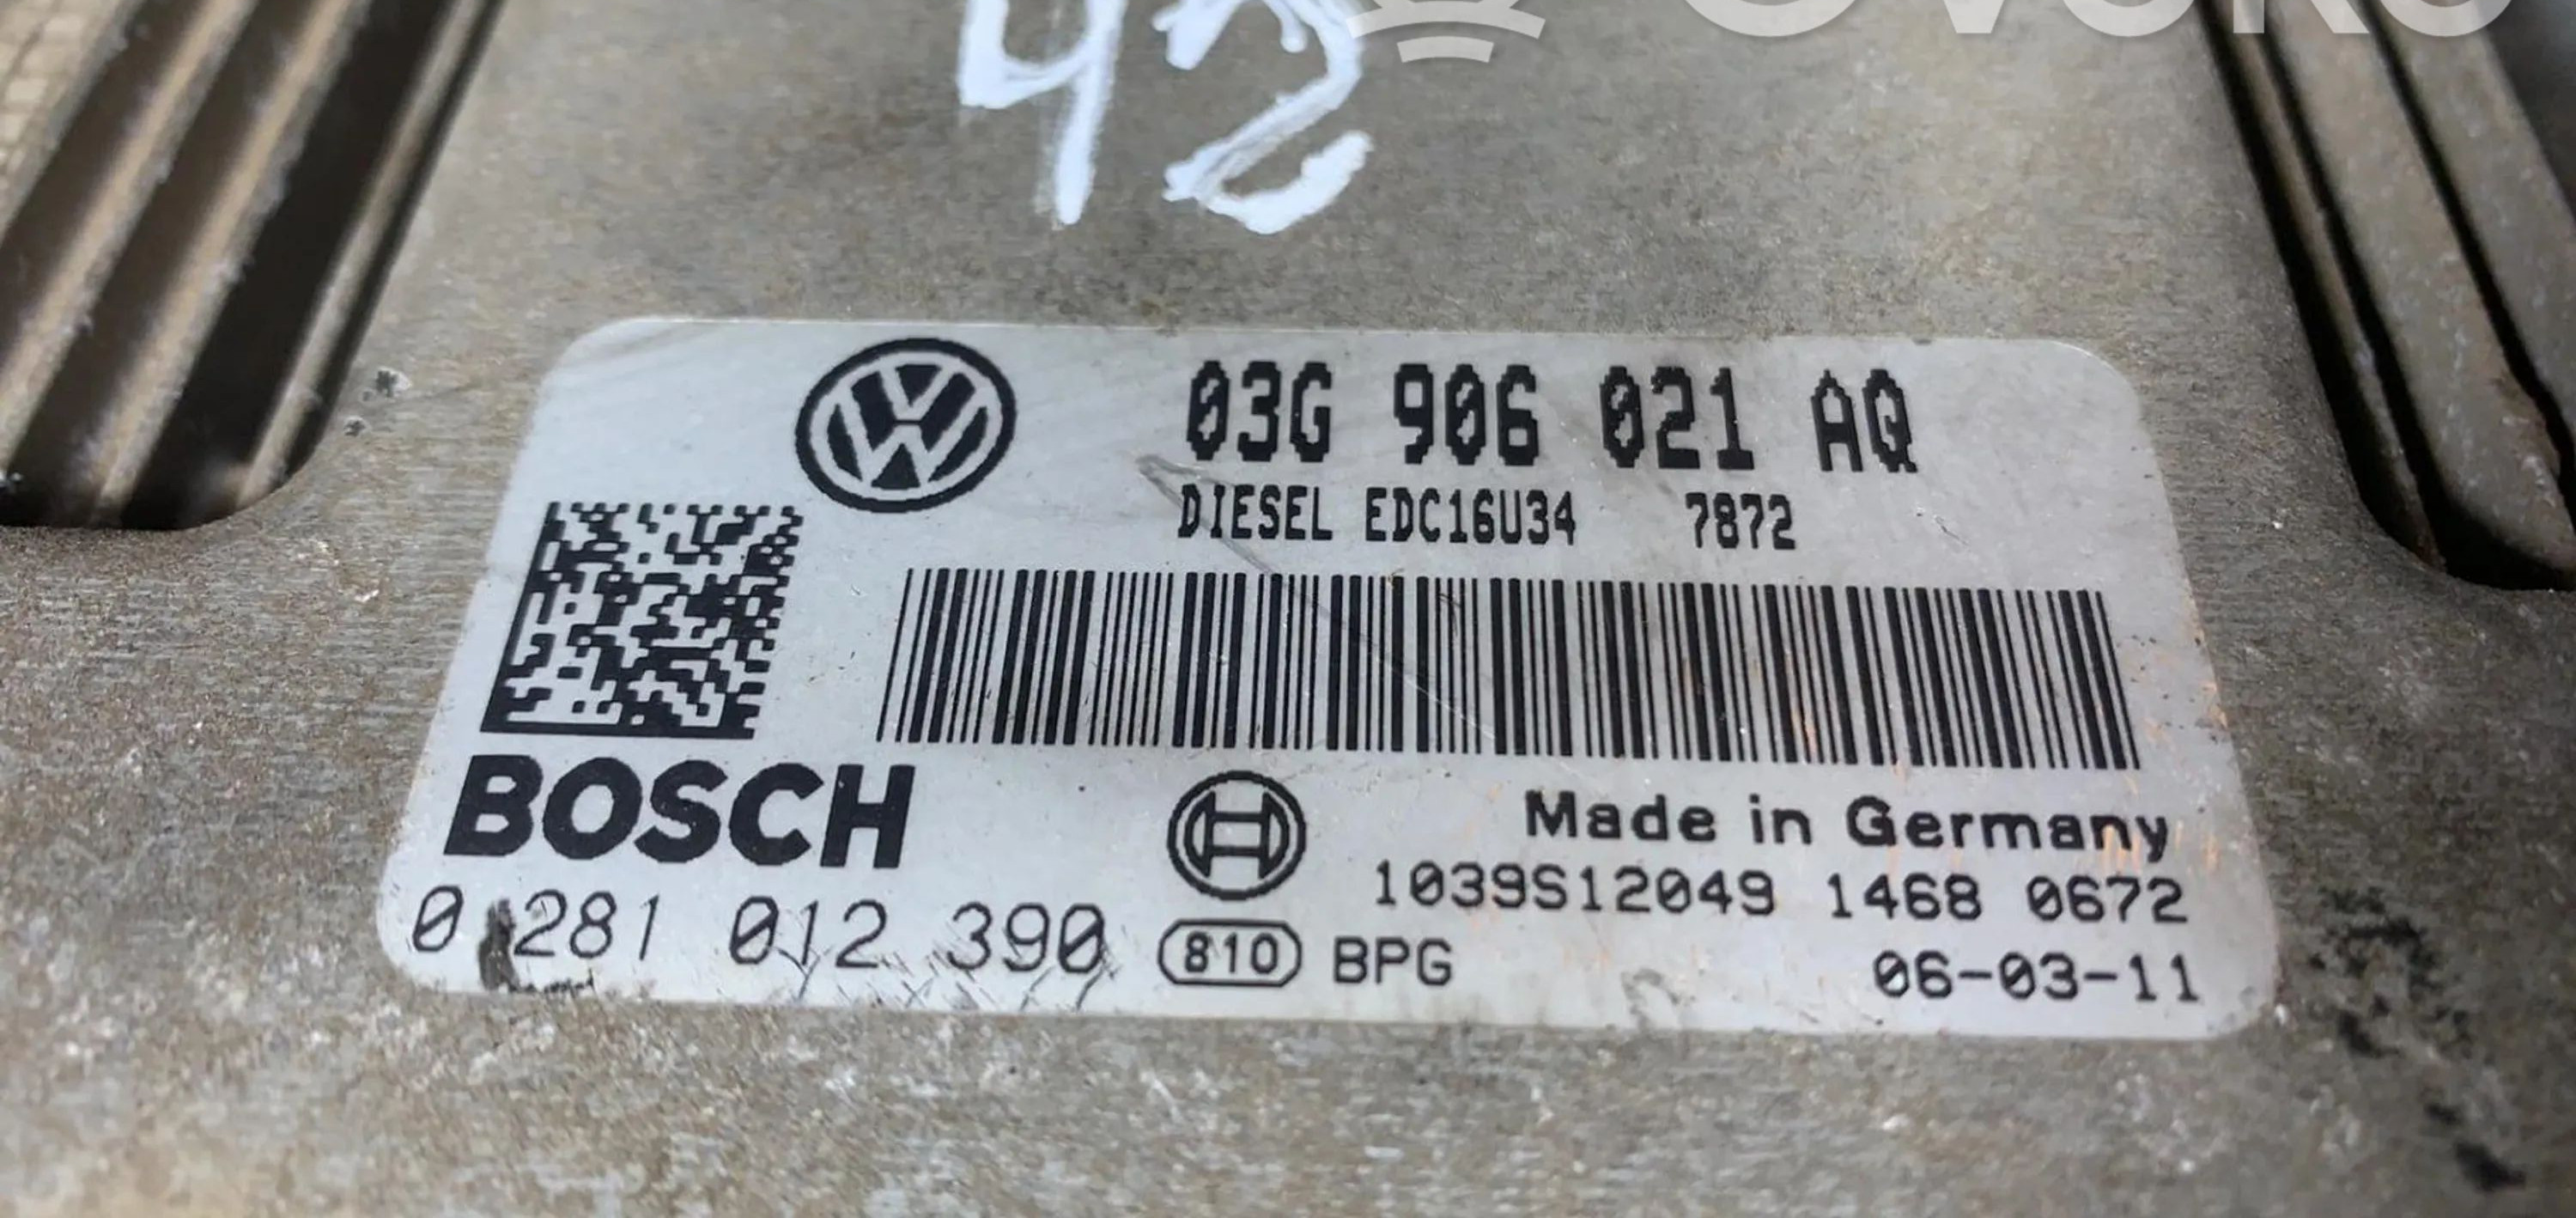 42
03G 906 021 AQ
DIESEL EDC16U34 7872
BOSCH
Made in Germany
1039S12049 1468 0672
0 281 012 390
810 BPG
06-03-11